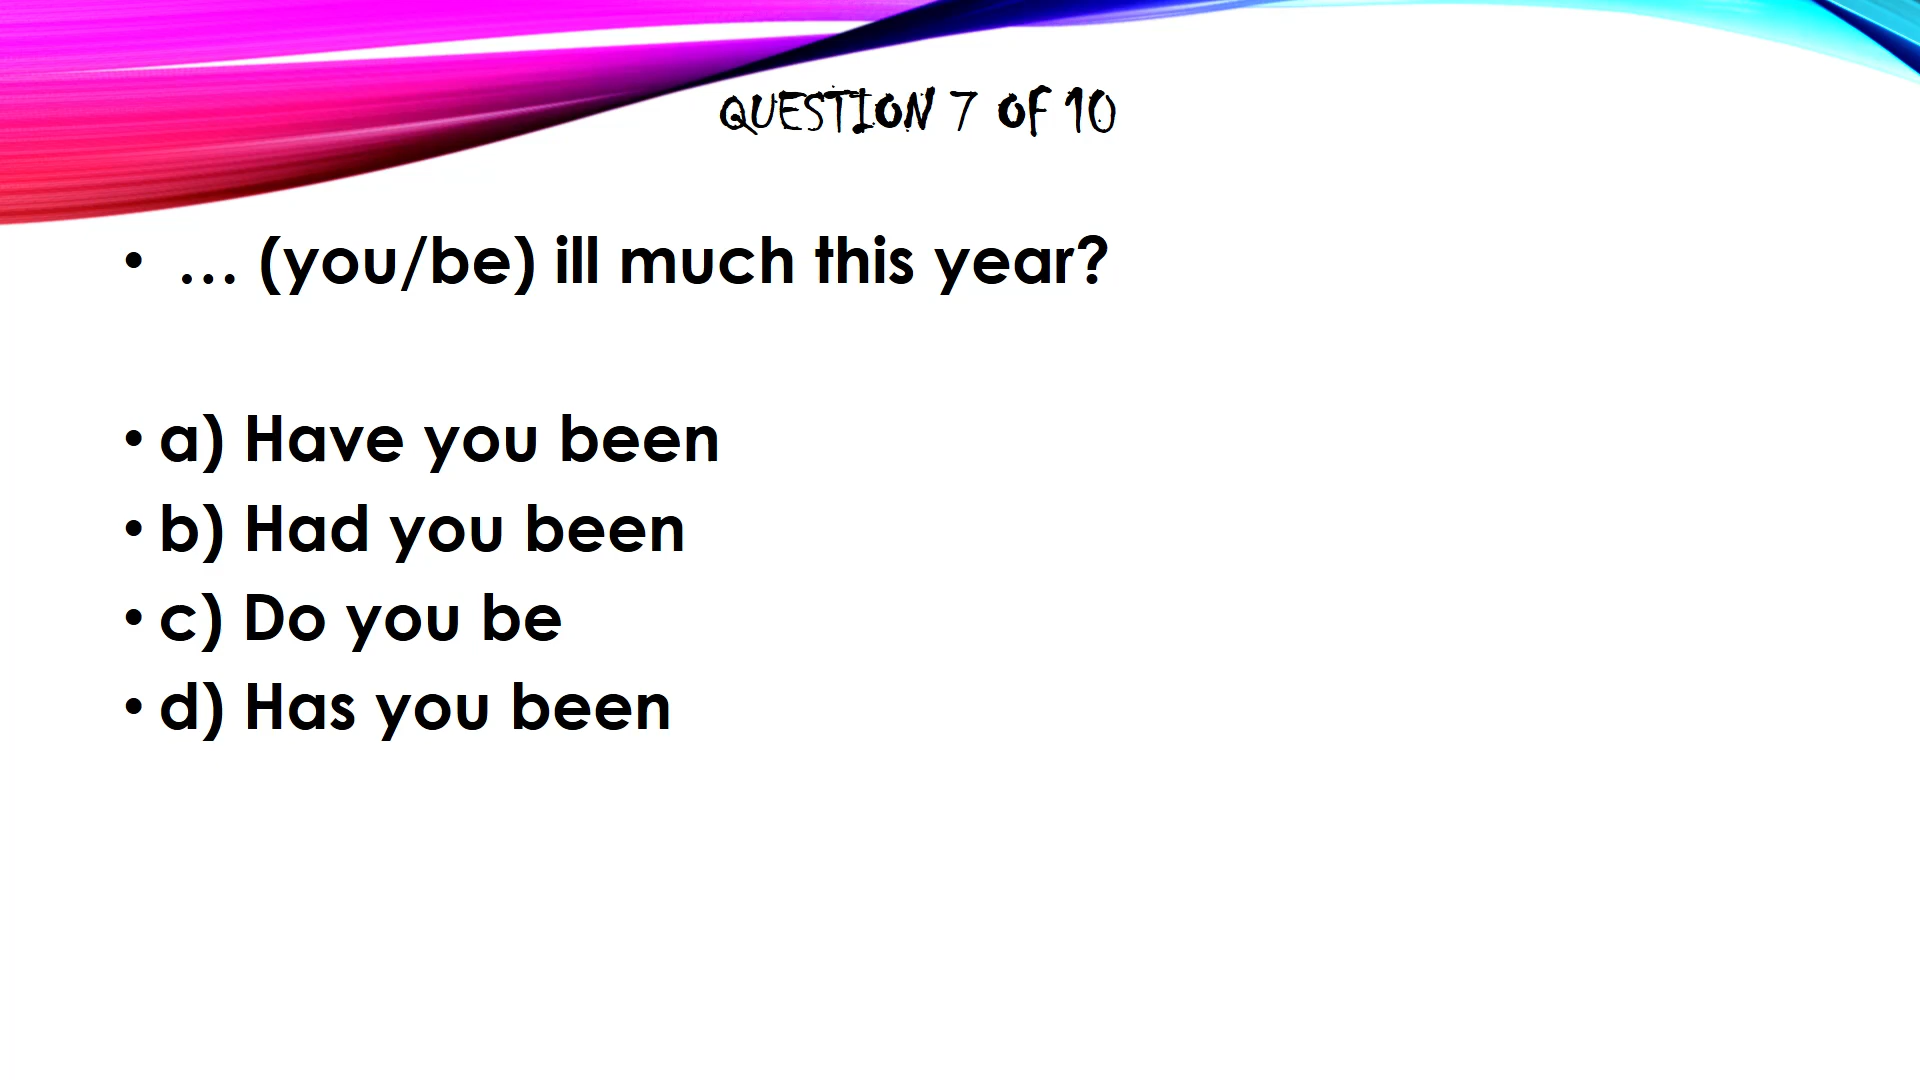 QUESTION 7 OF 10
• … (you/be) ill much this year?
• a) Have you been
• b) Had you been
• c) Do you be
• d) Has you been